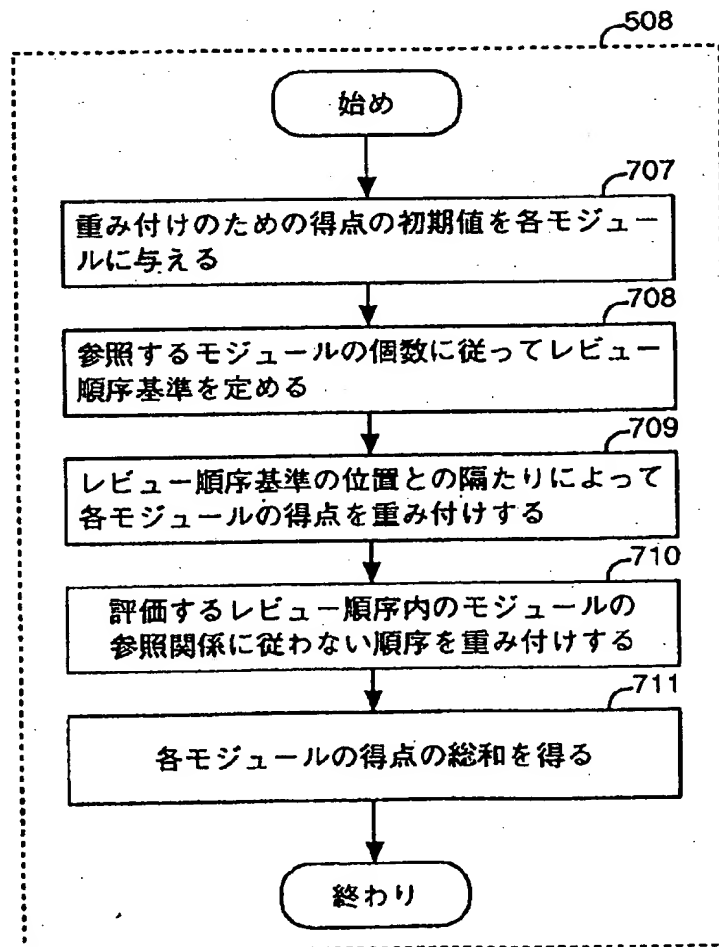 508
始め
707
重み付けのための得点の初期値を各モジュー
ルに与える
708
参照するモジュールの個数に従ってレビュー
順序基準を定める
709
レビュー順序基準の位置との隔たりによって
各モジュールの得点を重み付けする
710
評価するレビュー順序内のモジュールの
参照関係に従わない順序を重み付けする
711
各モジュールの得点の総和を得る
終わり